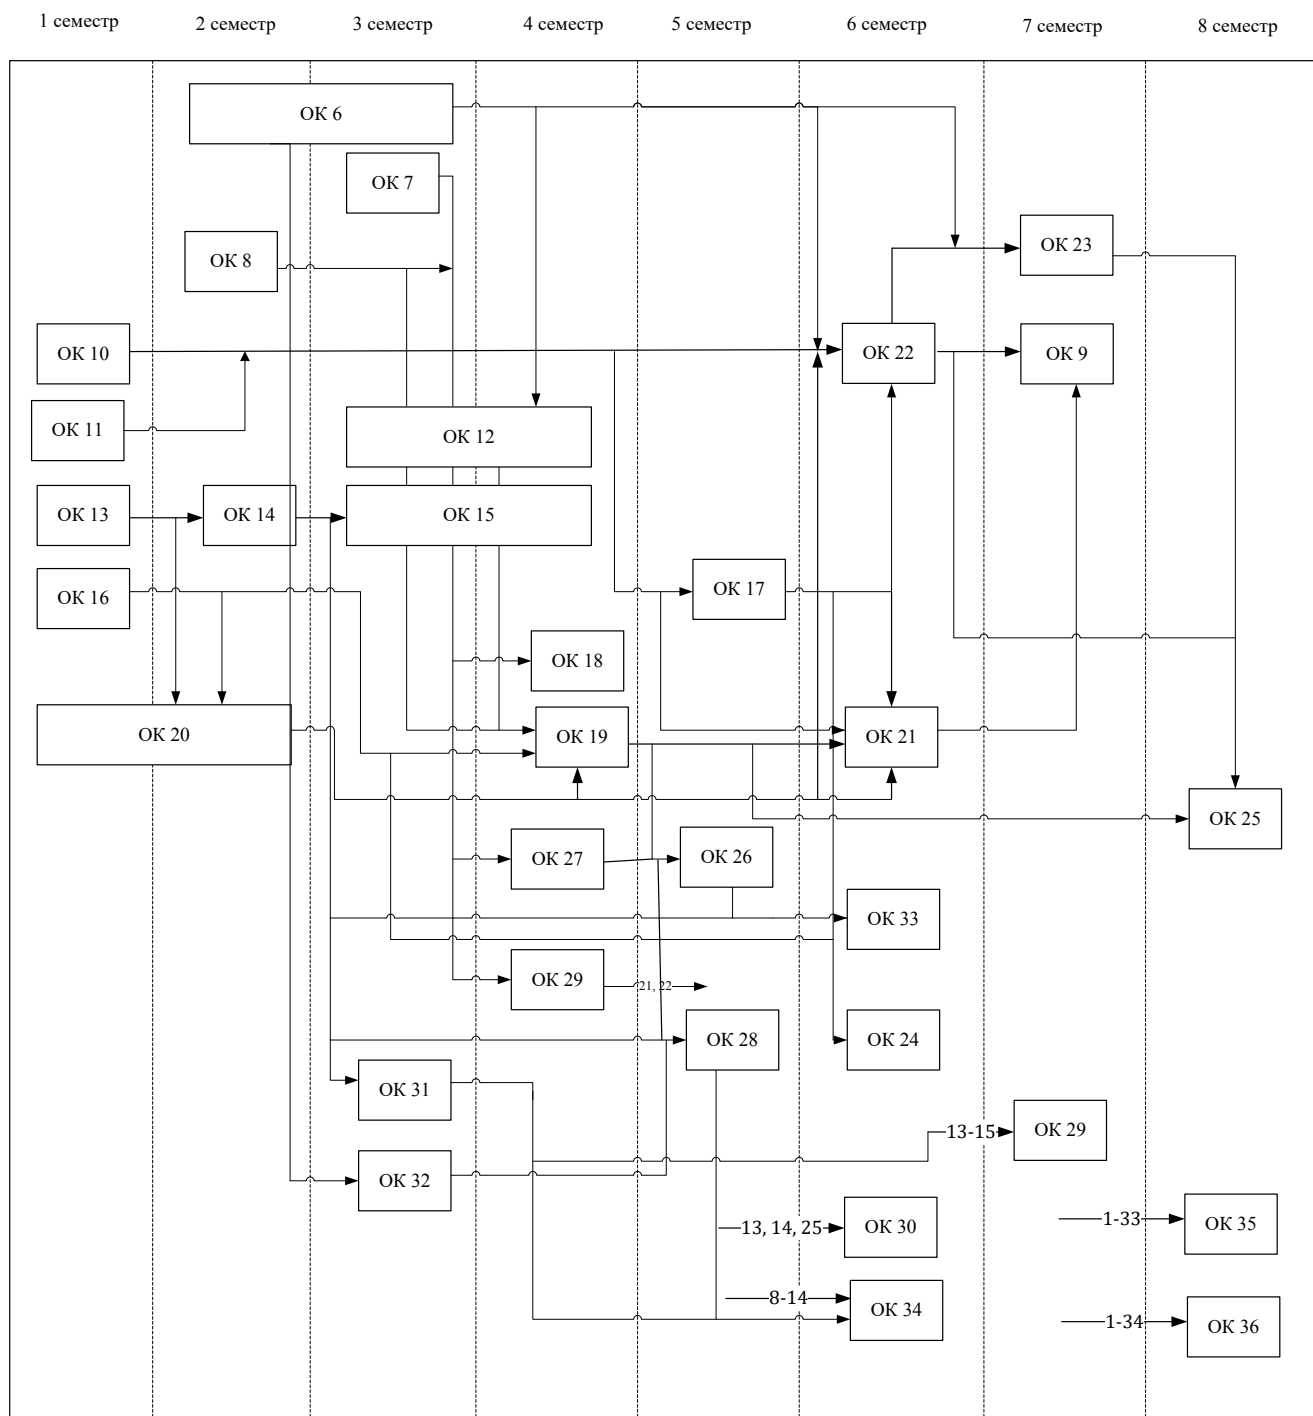 1 семестр
2 семестр
3 семестр
4 семестр
5 семестр
6 семестр
7 семестр
8 семестр
ОК 6
ОК 7
ОК 8
ОК 23
ОК 10
ОК 22
ОК 9
ОК 11
ОК 12
ОК 13
ОК 14
ОК 15
ОК 16
ОК 17
ОК 18
ОК 20
ОК 19
ОК 21
ОК 25
ОК 27
ОК 26
ОК 33
ОК 29
21, 22
ОК 28
ОК 24
ОК 31
13-15
ОК 29
ОК 32
13, 14, 25
ОК 30
1-33
ОК 35
8-14
ОК 34
1-34
ОК 36